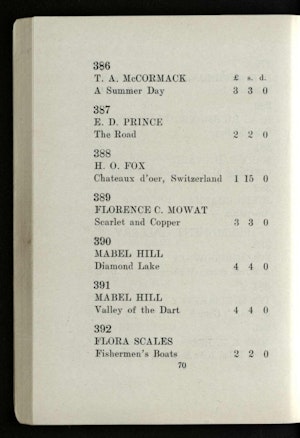 386
T. A. McCORMACK £ s. d.
A Summer Day 3 3 0
387
E. D. PRINCE
The Road 2 2 0
388
H. O. FOX
Chateaux d'oer, Switzerland 1 15 0
389
FLORENCE C. MOWAT
Scarlet and Copper 3 3 0
390
MABEL HILL
Diamond Lake 4 4 0
391
MABEL HILL
Valley of the Dart 4 4 0
392
FLORA SCALES
Fishermen's Boats 2 2 0
70